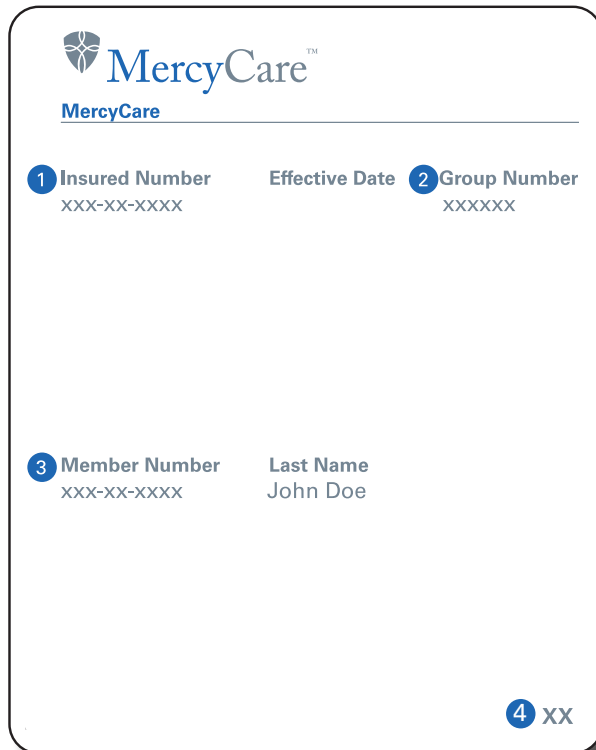 MercyCare™
MercyCare
1 Insured Number Effective Date 2 Group Number
xxx-xx-xxxx xxxxxx
3 Member Number Last Name
xxx-xx-xxxx John Doe
4 XX